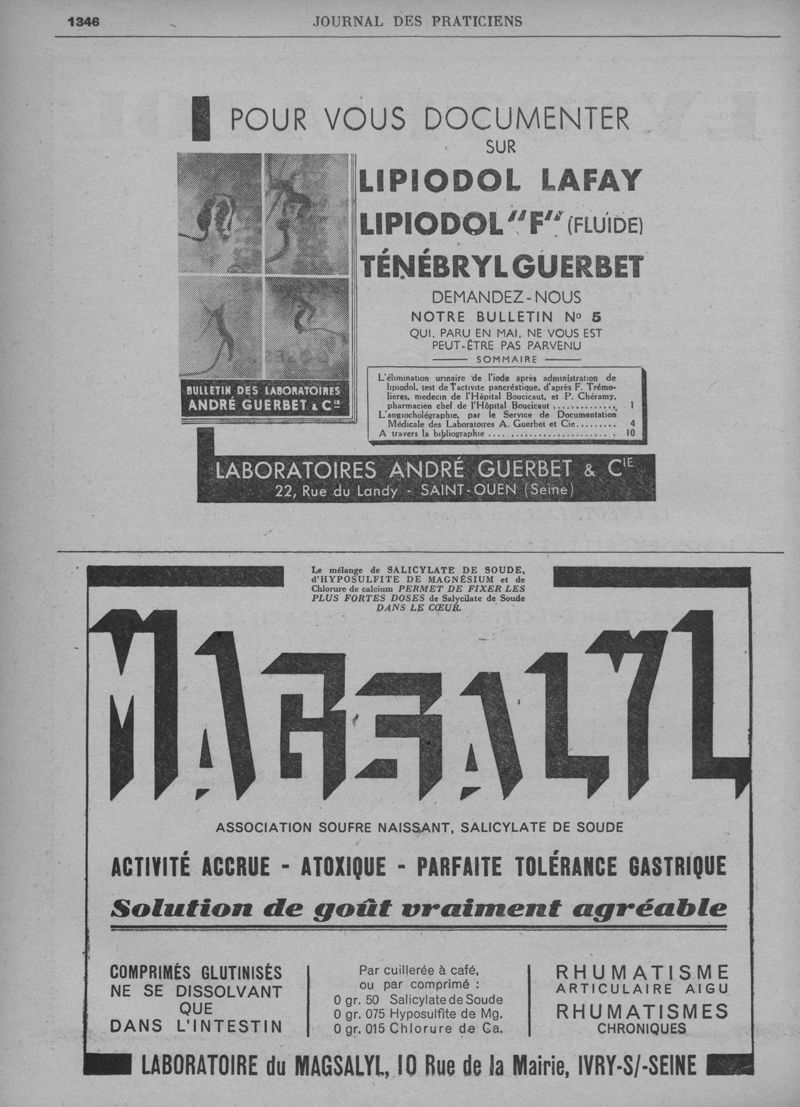 1346
JOURNAL DES PRATICIENS
POUR VOUS DOCUMENTER
SUR
LIPIODOL LAFAY
LIPIODOL "F" (FLUIDE)
TÉNÉBRYL GUERBET
DEMANDEZ-NOUS
NOTRE BULLETIN No 5
QUI, PARU EN MAI, NE VOUS EST
PEUT-ÊTRE PAS PARVENU
SOMMAIRE
L'élimination urinaire de l'iode après administration de
lipiodol, test de l'activite pancréatique, d'après F. Trémo-
lieres, medecin de l'Hôpital Boucicaut, et P. Chéramy,
pharmacien chef de l'Hôpital Boucicaut ............. 1
L'angiocholégraphie, par le Service de Documentation
Médicale des Laboratoires A. Guerbet et Cie......... 4
A travers la bibliographie ......................... 10
BULLETIN DES LABORATOIRES
ANDRÉ GUERBET & CIE
LABORATOIRES ANDRÉ GUERBET & CIE
22, Rue du Landy - SAINT-OUEN (Seine)
Le mélange de SALICYLATE DE SOUDE,
d'HYPOSULFITE DE MAGNÉSIUM et de
Chlorure de calcium PERMET DE FIXER LES
PLUS FORTES DOSES de Salycilate de Soude
DANS LE CŒUR.
MAGSALYL
ASSOCIATION SOUFRE NAISSANT, SALICYLATE DE SOUDE
ACTIVITÉ ACCRUE - ATOXIQUE - PARFAITE TOLÉRANCE GASTRIQUE
Solution de goût vraiment agréable
COMPRIMÉS GLUTINISÉS
NE SE DISSOLVANT
QUE
DANS L'INTESTIN
Par cuillerée à café,
ou par comprimé :
0 gr. 50 Salicylate de Soude
0 gr. 075 Hyposulfite de Mg.
0 gr. 015 Chlorure de Ca.
RHUMATISME
ARTICULAIRE AIGU
RHUMATISMES
CHRONIQUES
LABORATOIRE du MAGSALYL, 10 Rue de la Mairie, IVRY-S/-SEINE